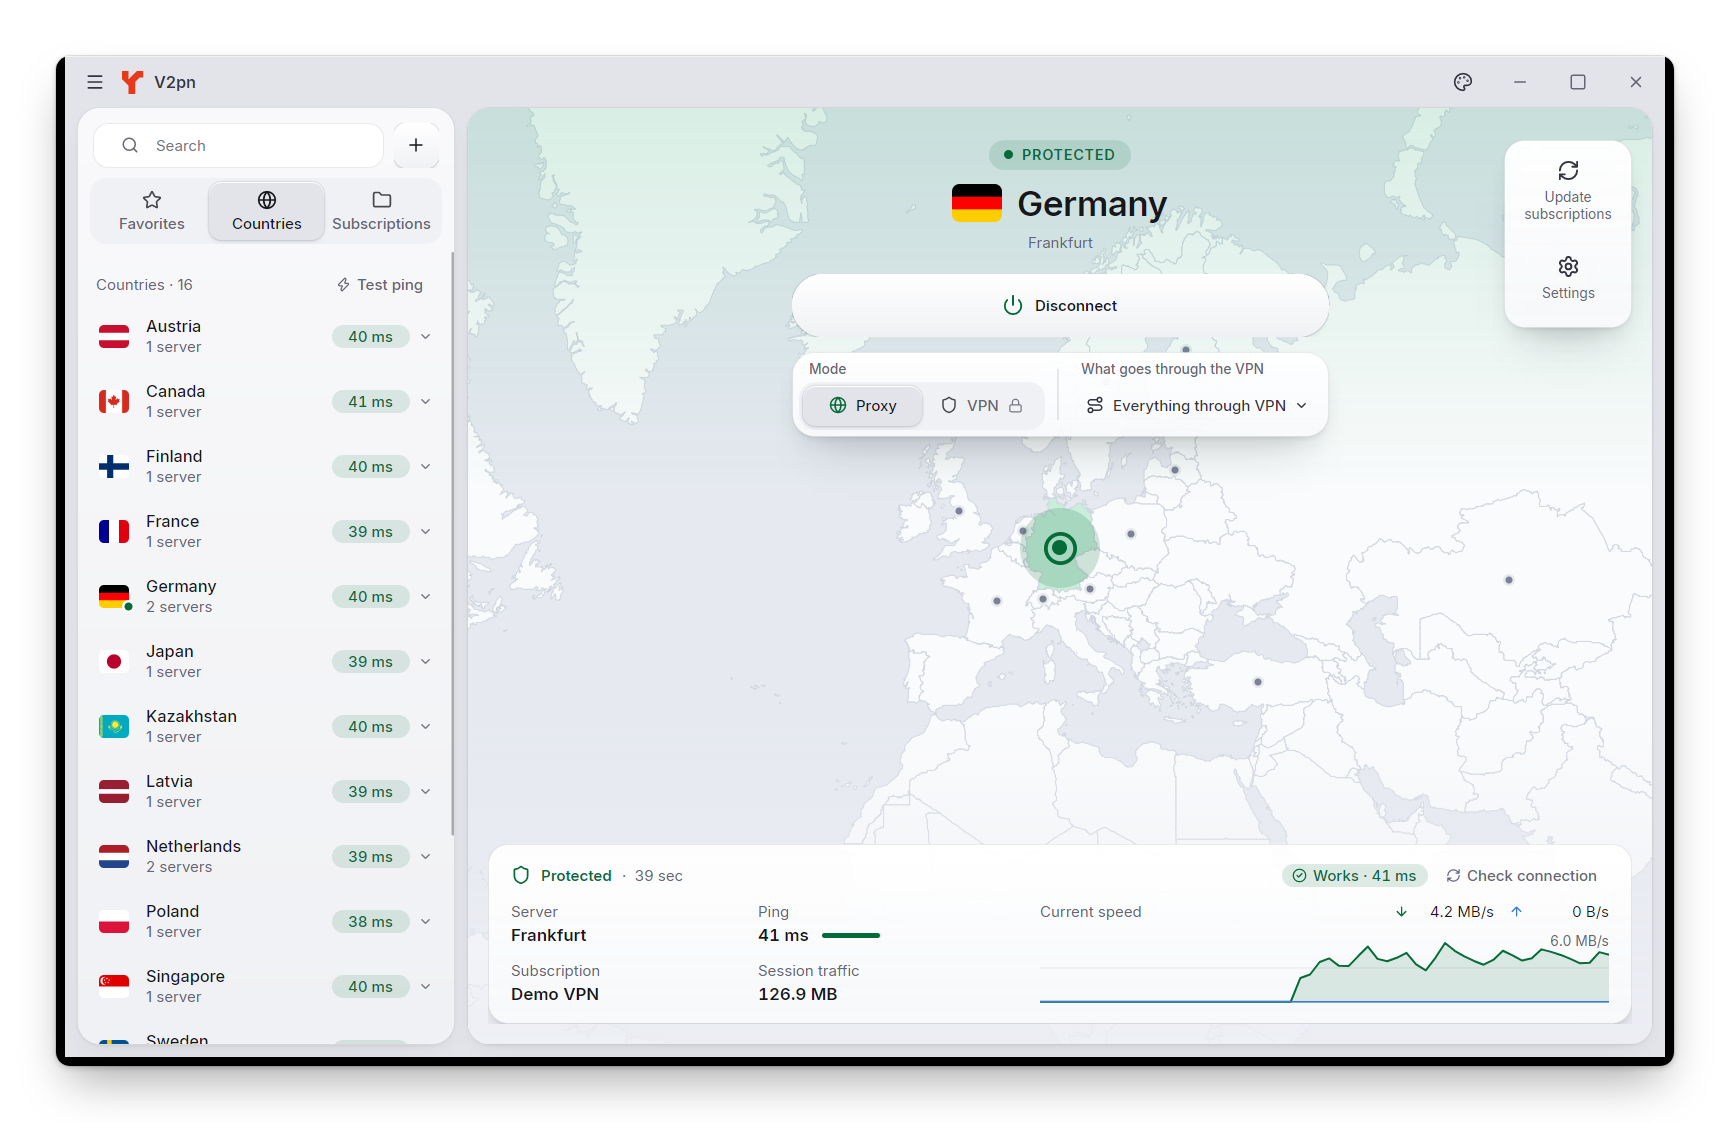 V2pn
Search
Favorites
Countries
Subscriptions
Countries · 16
Test ping
Austria
1 server
40 ms
Canada
1 server
41 ms
Finland
1 server
40 ms
France
1 server
39 ms
Germany
2 servers
40 ms
Japan
1 server
39 ms
Kazakhstan
1 server
40 ms
Latvia
1 server
39 ms
Netherlands
2 servers
39 ms
Poland
1 server
38 ms
Singapore
1 server
40 ms
Sweden
PROTECTED
Germany
Frankfurt
Disconnect
Mode
Proxy
VPN
What goes through the VPN
Everything through VPN
Update
subscriptions
Settings
Protected · 39 sec
Works · 41 ms
Check connection
Server
Frankfurt
Ping
41 ms
Subscription
Demo VPN
Session traffic
126.9 MB
Current speed
4.2 MB/s
0 B/s
6.0 MB/s